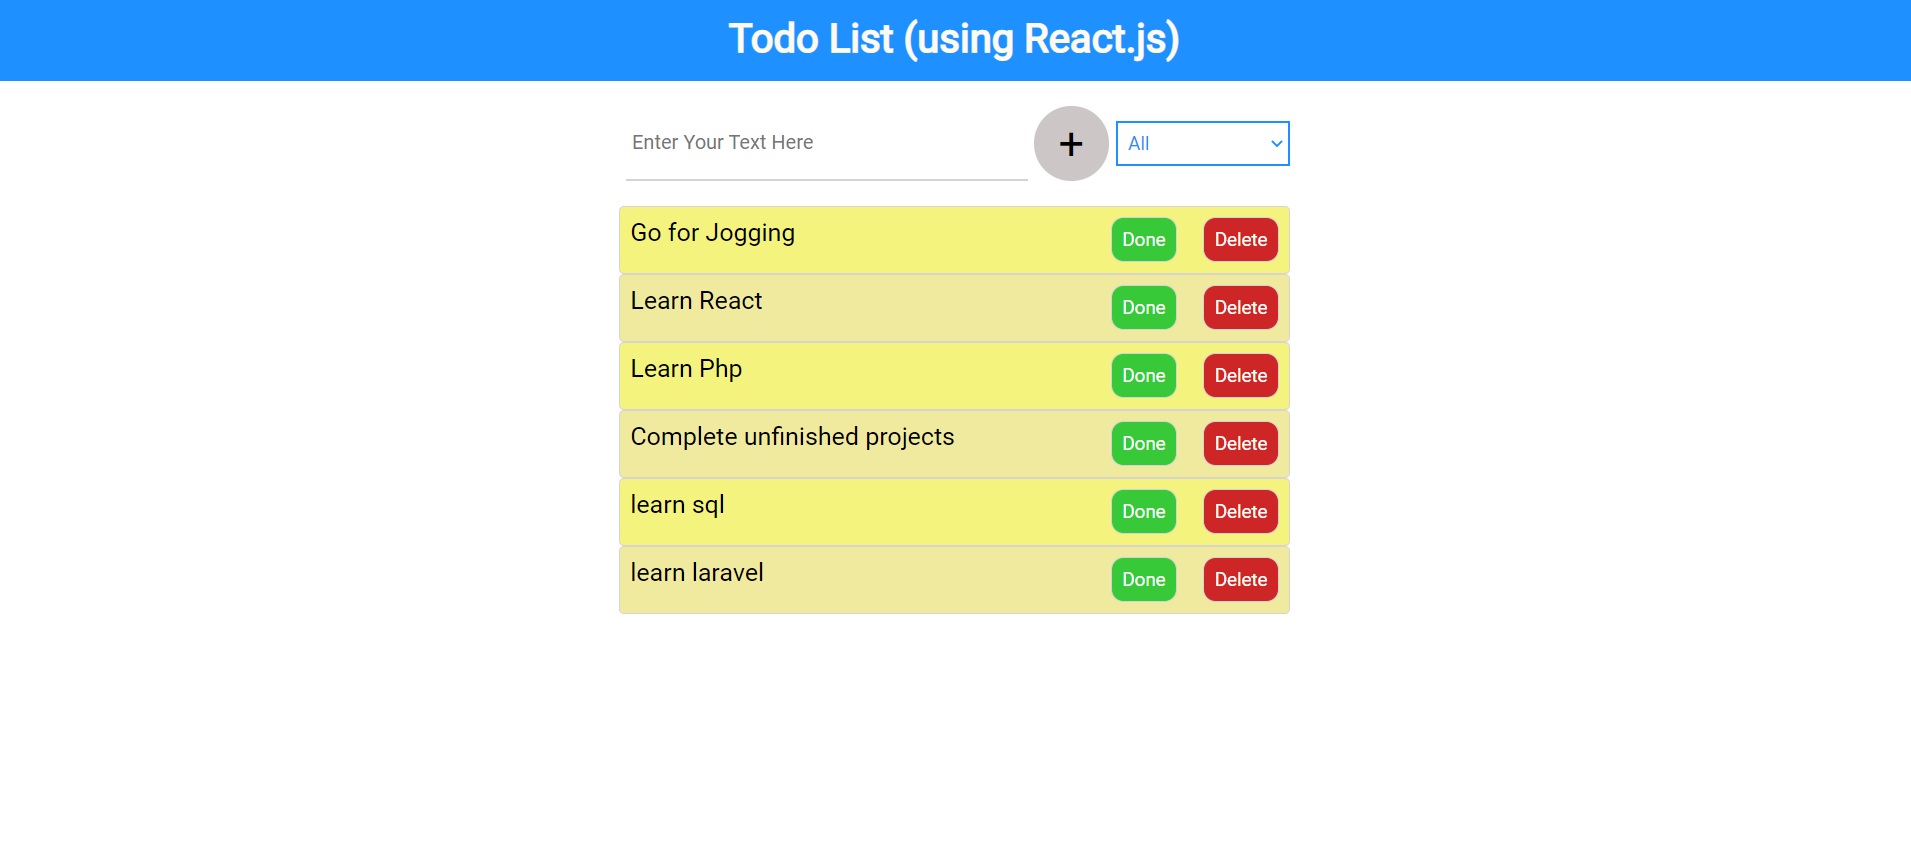 Todo List (using React.js)
Enter Your Text Here + All
Go for Jogging Done Delete
Learn React Done Delete
Learn Php Done Delete
Complete unfinished projects Done Delete
learn sql Done Delete
learn laravel Done Delete